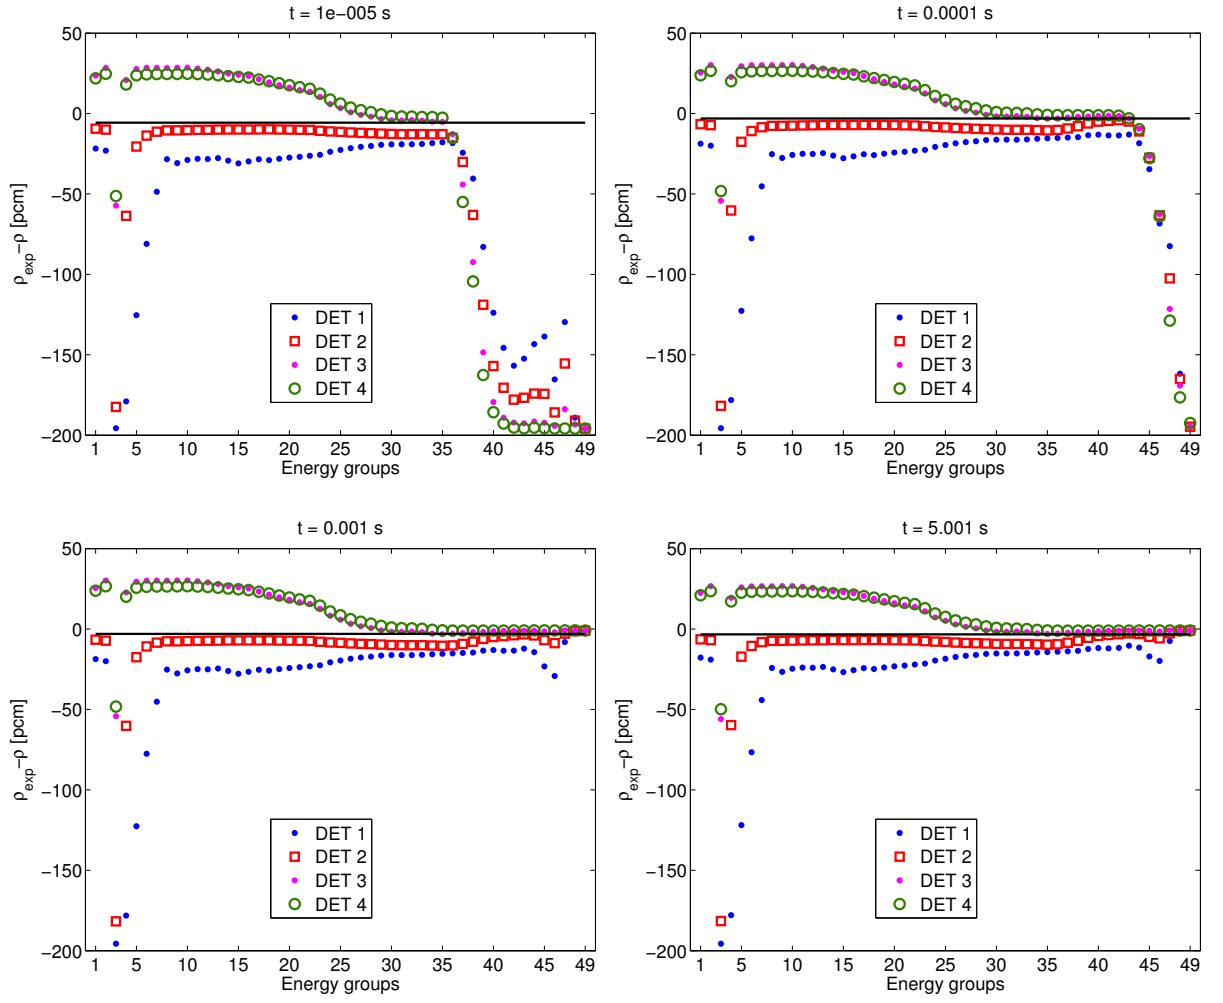 t = 1e−005 s
50
0
−50
−100
−150
−200
ρexp−ρ [pcm]
DET 1
DET 2
DET 3
DET 4
1 5 10 15 20 25 30 35 40 45 49
Energy groups
t = 0.0001 s
50
0
−50
−100
−150
−200
ρexp−ρ [pcm]
DET 1
DET 2
DET 3
DET 4
1 5 10 15 20 25 30 35 40 45 49
Energy groups
t = 0.001 s
50
0
−50
−100
−150
−200
ρexp−ρ [pcm]
DET 1
DET 2
DET 3
DET 4
1 5 10 15 20 25 30 35 40 45 49
Energy groups
t = 5.001 s
50
0
−50
−100
−150
−200
ρexp−ρ [pcm]
DET 1
DET 2
DET 3
DET 4
1 5 10 15 20 25 30 35 40 45 49
Energy groups